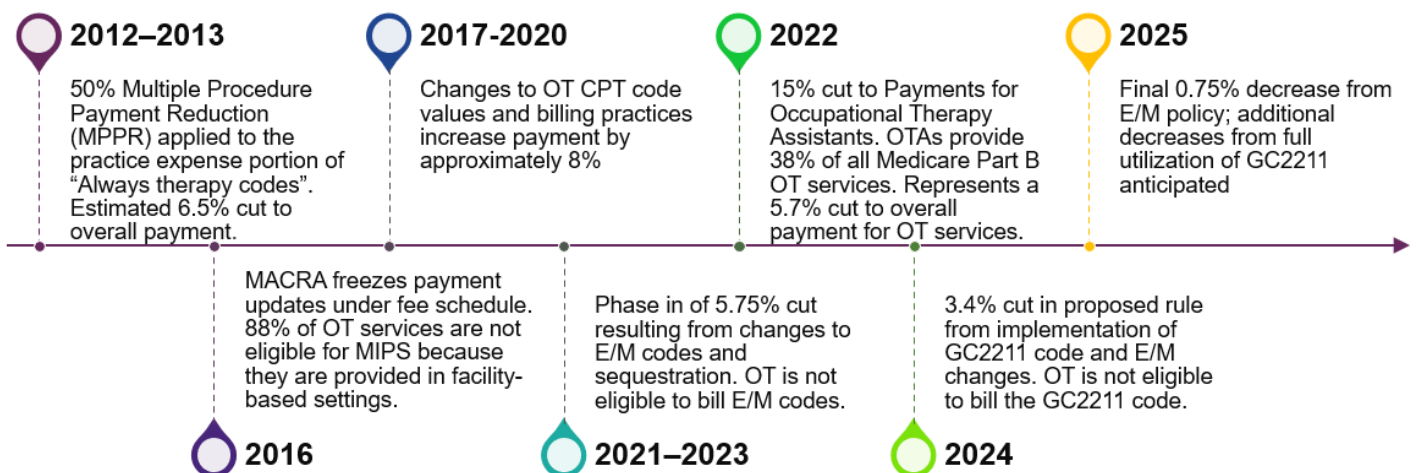 2012–2013
50% Multiple Procedure
Payment Reduction
(MPPR) applied to the
practice expense portion of
“Always therapy codes”.
Estimated 6.5% cut to
overall payment.
2017-2020
Changes to OT CPT code
values and billing practices
increase payment by
approximately 8%
2022
15% cut to Payments for
Occupational Therapy
Assistants. OTAs provide
38% of all Medicare Part B
OT services. Represents a
5.7% cut to overall
payment for OT services.
2025
Final 0.75% decrease from
E/M policy; additional
decreases from full
utilization of GC2211
anticipated
MACRA freezes payment
updates under fee schedule.
88% of OT services are not
eligible for MIPS because
they are provided in facility-
based settings.
2016
Phase in of 5.75% cut
resulting from changes to
E/M codes and
sequestration. OT is not
eligible to bill E/M codes.
2021–2023
3.4% cut in proposed rule
from implementation of
GC2211 code and E/M
changes. OT is not eligible
to bill the GC2211 code.
2024